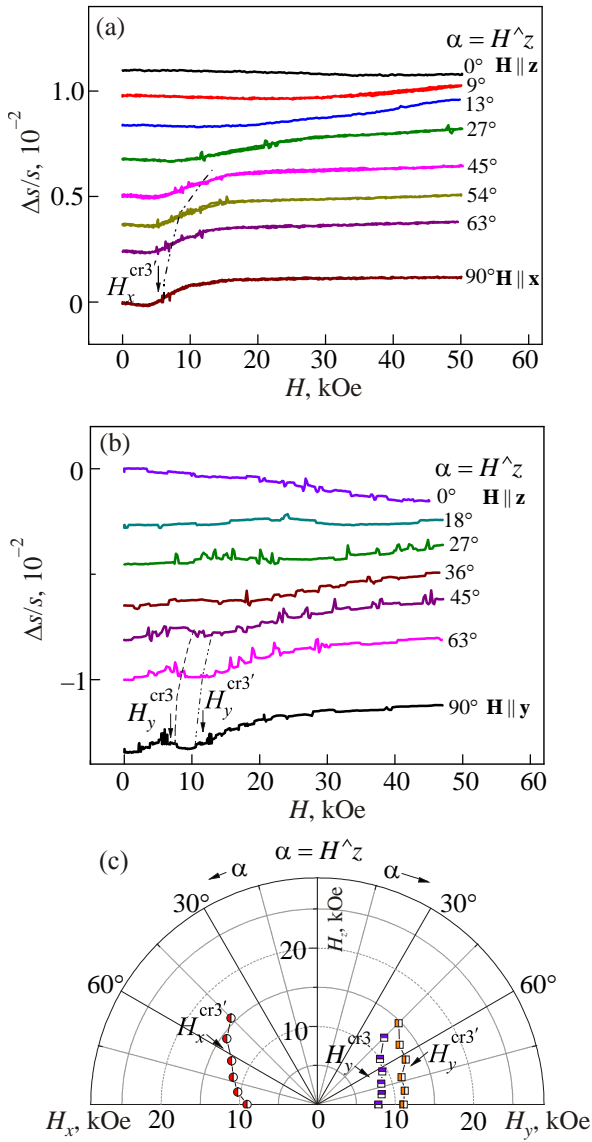 (a)
α = H^z
0° H || z
9°
13°
27°
45°
54°
63°
90° H || x
H_x^cr3′
1.0
0.5
0
Δs/s, 10^−2
0 10 20 30 40 50 60
H, kOe
(b)
α = H^z
0° H || z
18°
27°
36°
45°
63°
90° H || y
H_y^cr3
H_y^cr3′
0
−1
Δs/s, 10^−2
0 10 20 30 40 50 60
H, kOe
(c)
α = H^z
α α
30° 30°
60° 60°
H_z, kOe
20
10
H_x^cr3′
H_y^cr3
H_y^cr3′
H_x, kOe 20 10 0 10 20 H_y, kOe